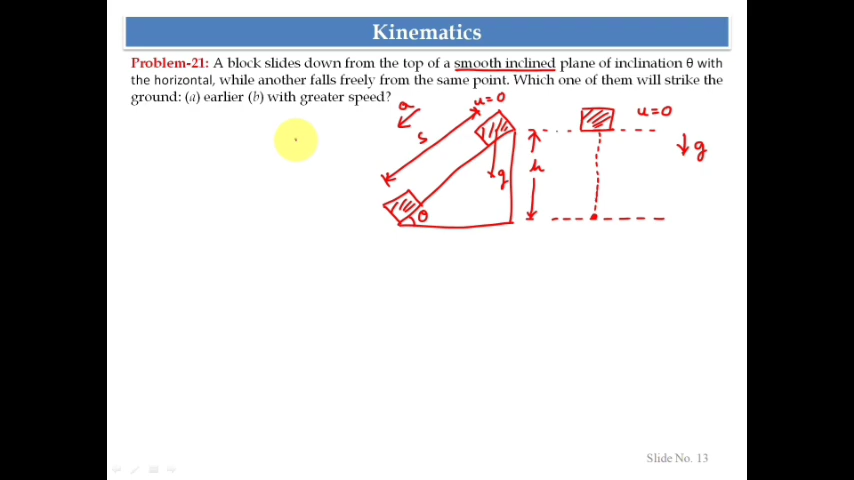 Kinematics
Problem-21: A block slides down from the top of a smooth inclined plane of inclination θ with
the horizontal, while another falls freely from the same point. Which one of them will strike the
ground: (a) earlier (b) with greater speed?
a
u=0
u=0
s
h
g
g
θ
Slide No. 13